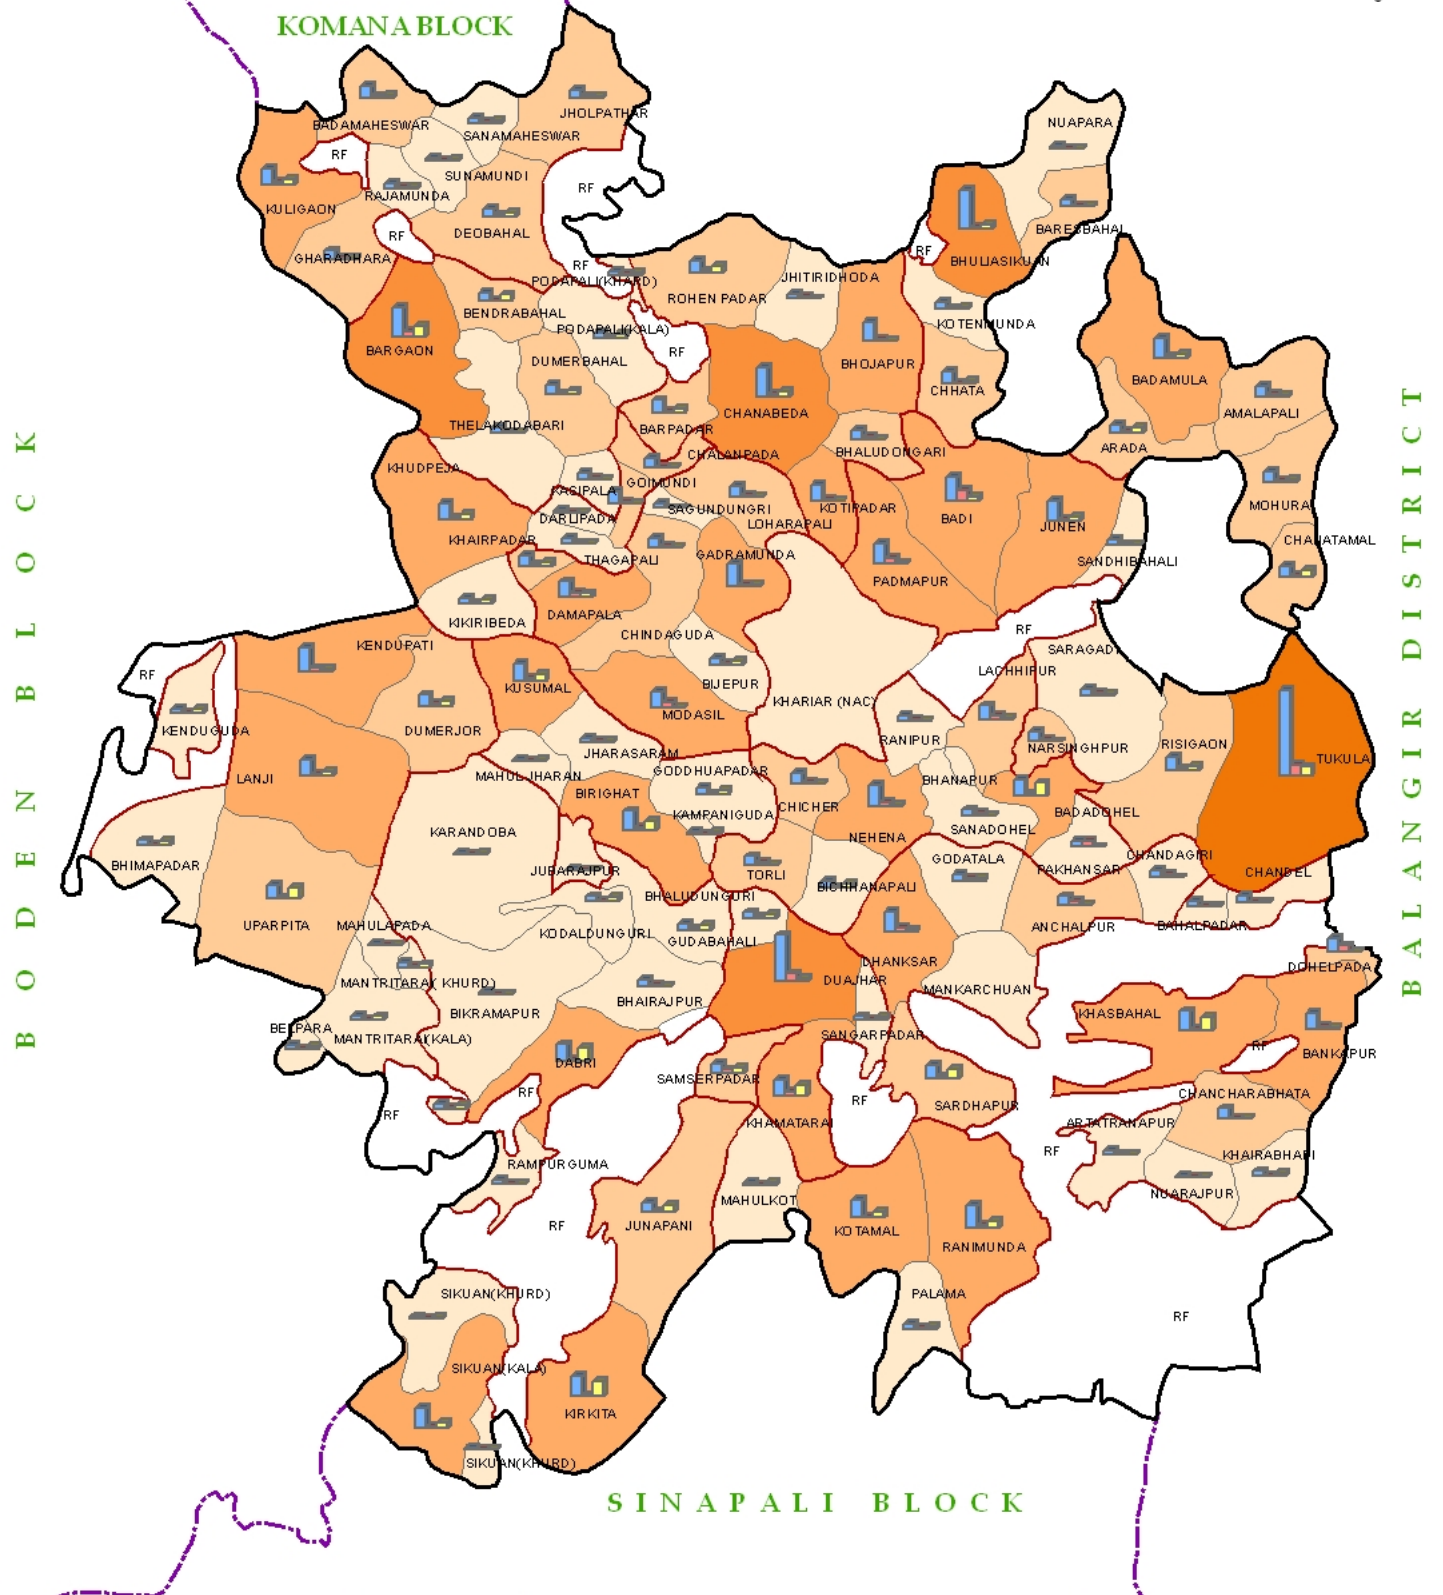 KOMANA BLOCK
BADAMAHESWAR
SANAMAHESWAR
JHOLPATHAR
NUAPARA
RF
SUNAMUNDI
RAJAMUNDA
RF
KULIGAON
DEOBAHAL
RF
GHARADHARA
BARESBAHAL
RF
BHULIASIKUAN
RF
PODAPALI(KHARD)
JHITIRIDHODA
ROHEN PADAR
BENDRABAHAL
PODAPALI(KALA)
KOTENMUNDA
BARGAON
RF
DUMERBAHAL
BHOJAPUR
CHHATA
BADAMULA
AMALAPALI
CHANABEDA
THELAKODABARI
BARPADAR
BHALUDONGARI
ARADA
CHALANPADA
KHUDPEJA
GOIMUNDI
KASIPALA
SAGUNDUNGRI
KOTIPADAR
MOHURA
DARLIPADA
LOHARAPALI
BADI
JUNEN
KHAIRPADAR
THAGAPALI
GADRAMUNDA
SANDHIBAHALI
CHANATAMAL
PADMAPUR
DAMAPALA
KIKIRIBEDA
CHINDAGUDA
RF
KENDUPATI
SARAGADI
RF
LACHHIPUR
KUSUMAL
BIJEPUR
KHARIAR (NAC)
MODASIL
KENDUGUDA
DUMERJOR
RANIPUR
NARSINGHPUR
RISIGAON
TUKULA
JHARASARAM
LANJI
MAHULJHARAN
GODDHUAPADAR
BHANAPUR
BIRIGHAT
CHICHER
KAMPANIGUDA
BADADOHEL
KARANDOBA
NEHENA
SANADOHEL
BHIMAPADAR
GODATALA
CHANDAGIRI
JUBARAJPUR
TORLI
PAKHANSAR
CHANDEL
BICHHANAPALI
BHALUDUNGURI
UPARPITA
MAHULAPADA
KODALDUNGURI
GUDABAHALI
ANCHALPUR
BAHALPADAR
DHANKSAR
DOHELPADA
MANTRITARAI( KHURD)
DUAJHAR
MANKARCHUAN
BHAIRAJPUR
BIKRAMAPUR
KHASBAHAL
BELPARA
MANTRITARAI(KALA)
SANGARPADAR
RF
BANKAPUR
DABRI
SAMSERPADAR
RF
CHANCHARABHATA
RF
SARDHAPUR
RF
KHAMATARAI
ARTATRANAPUR
RF
KHAIRABHADI
RAMPURGUMA
NUARAJPUR
MAHULKOT
RF
JUNAPANI
KOTAMAL
RANIMUNDA
SIKUAN(KHURD)
PALAMA
RF
SIKUAN(KALA)
KIRKITA
SIKUAN(KHURD)
SINAPALI BLOCK
BODEN BLOCK
BALANGIR DISTRICT